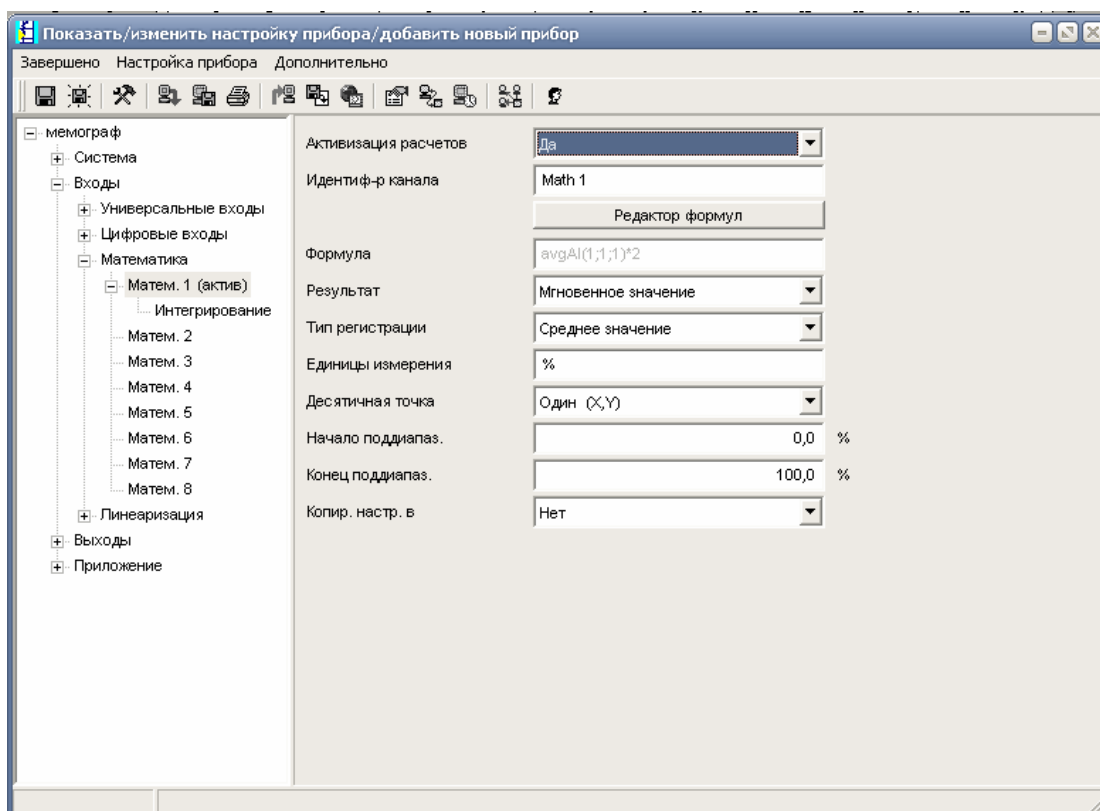 Показать/изменить настройку прибора/добавить новый прибор
Завершено Настройка прибора Дополнительно
мемограф
Система
Входы
Универсальные входы
Цифровые входы
Математика
Матем. 1 (актив)
Интегрирование
Матем. 2
Матем. 3
Матем. 4
Матем. 5
Матем. 6
Матем. 7
Матем. 8
Линеаризация
Выходы
Приложение
Активизация расчетов Да
Идентиф-р канала Math 1
Редактор формул
Формула avgAI(1;1;1)*2
Результат Мгновенное значение
Тип регистрации Среднее значение
Единицы измерения %
Десятичная точка Один (X,Y)
Начало поддиапаз. 0,0 %
Конец поддиапаз. 100,0 %
Копир. настр. в Нет